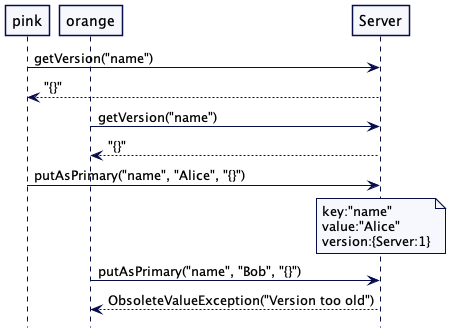 pink orange Server
getVersion("name")
"{}"
getVersion("name")
"{}"
putAsPrimary("name", "Alice", "{}")
key:"name"
value:"Alice"
version:{Server:1}
putAsPrimary("name", "Bob", "{}")
ObsoleteValueException("Version too old")